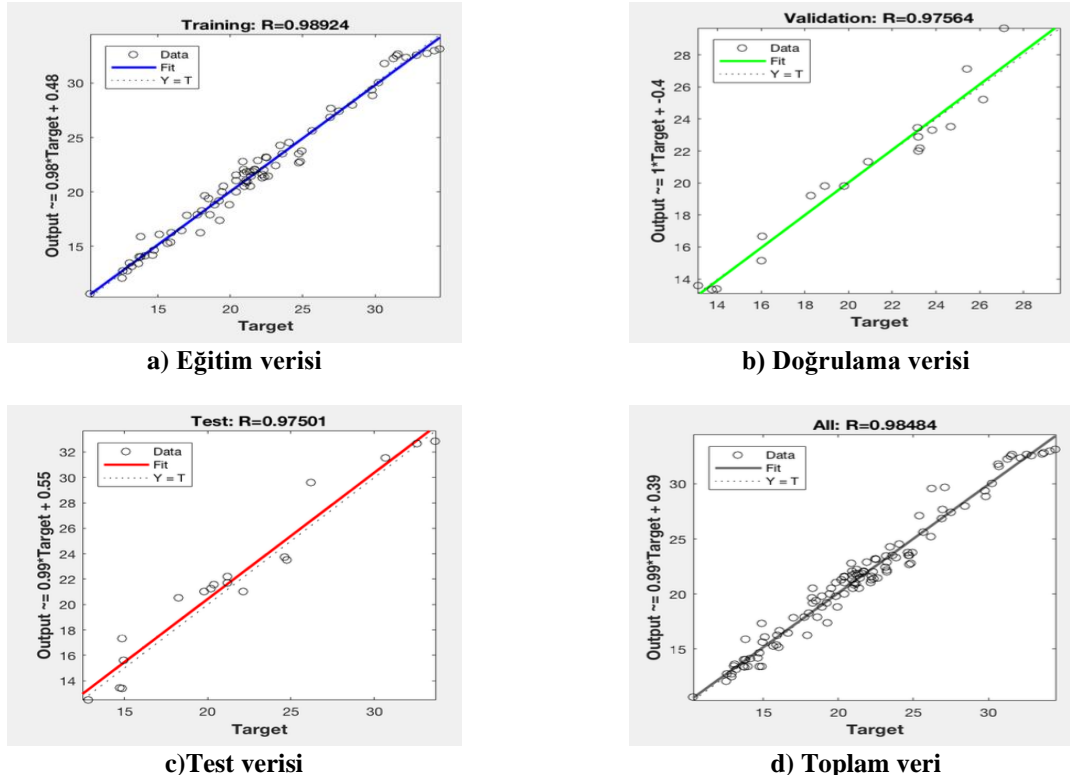 Training: R=0.98924
Data
Fit
Y = T
Output ~= 0.98*Target + 0.48
30
25
20
15
15
20
25
30
Target
a) Eğitim verisi
Validation: R=0.97564
Data
Fit
Y = T
Output ~= 1*Target + -0.4
28
26
24
22
20
18
16
14
14
16
18
20
22
24
26
28
Target
b) Doğrulama verisi
Test: R=0.97501
Data
Fit
Y = T
Output ~= 0.99*Target + 0.55
32
30
28
26
24
22
20
18
16
14
15
20
25
30
Target
c)Test verisi
All: R=0.98484
Data
Fit
Y = T
Output ~= 0.99*Target + 0.39
30
25
20
15
15
20
25
30
Target
d) Toplam veri